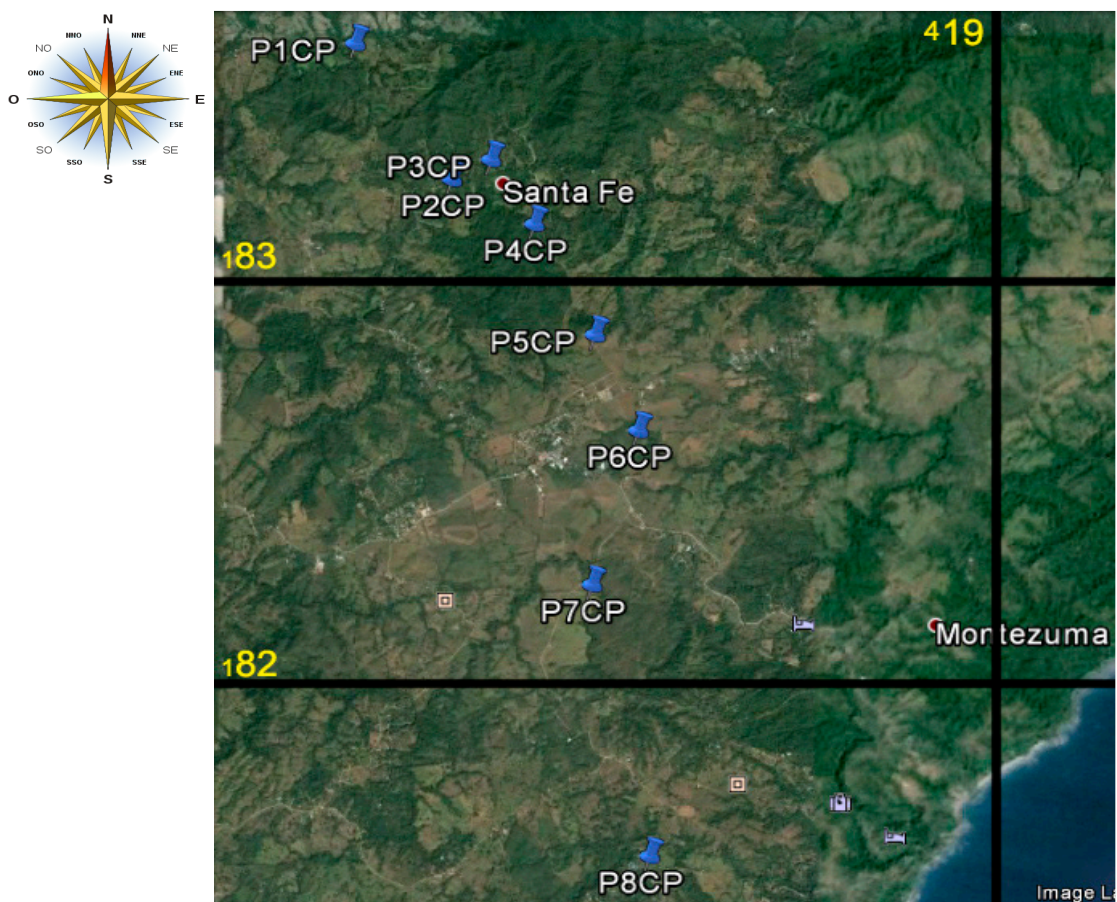 N
NNO
NNE
NO
NE
ONO
ENE
O
E
OSO
ESE
SO
SE
SSO
SSE
S
P1CP
419
P3CP
Santa Fe
P2CP
P4CP
183
P5CP
P6CP
P7CP
Montezuma
182
P8CP
Image La